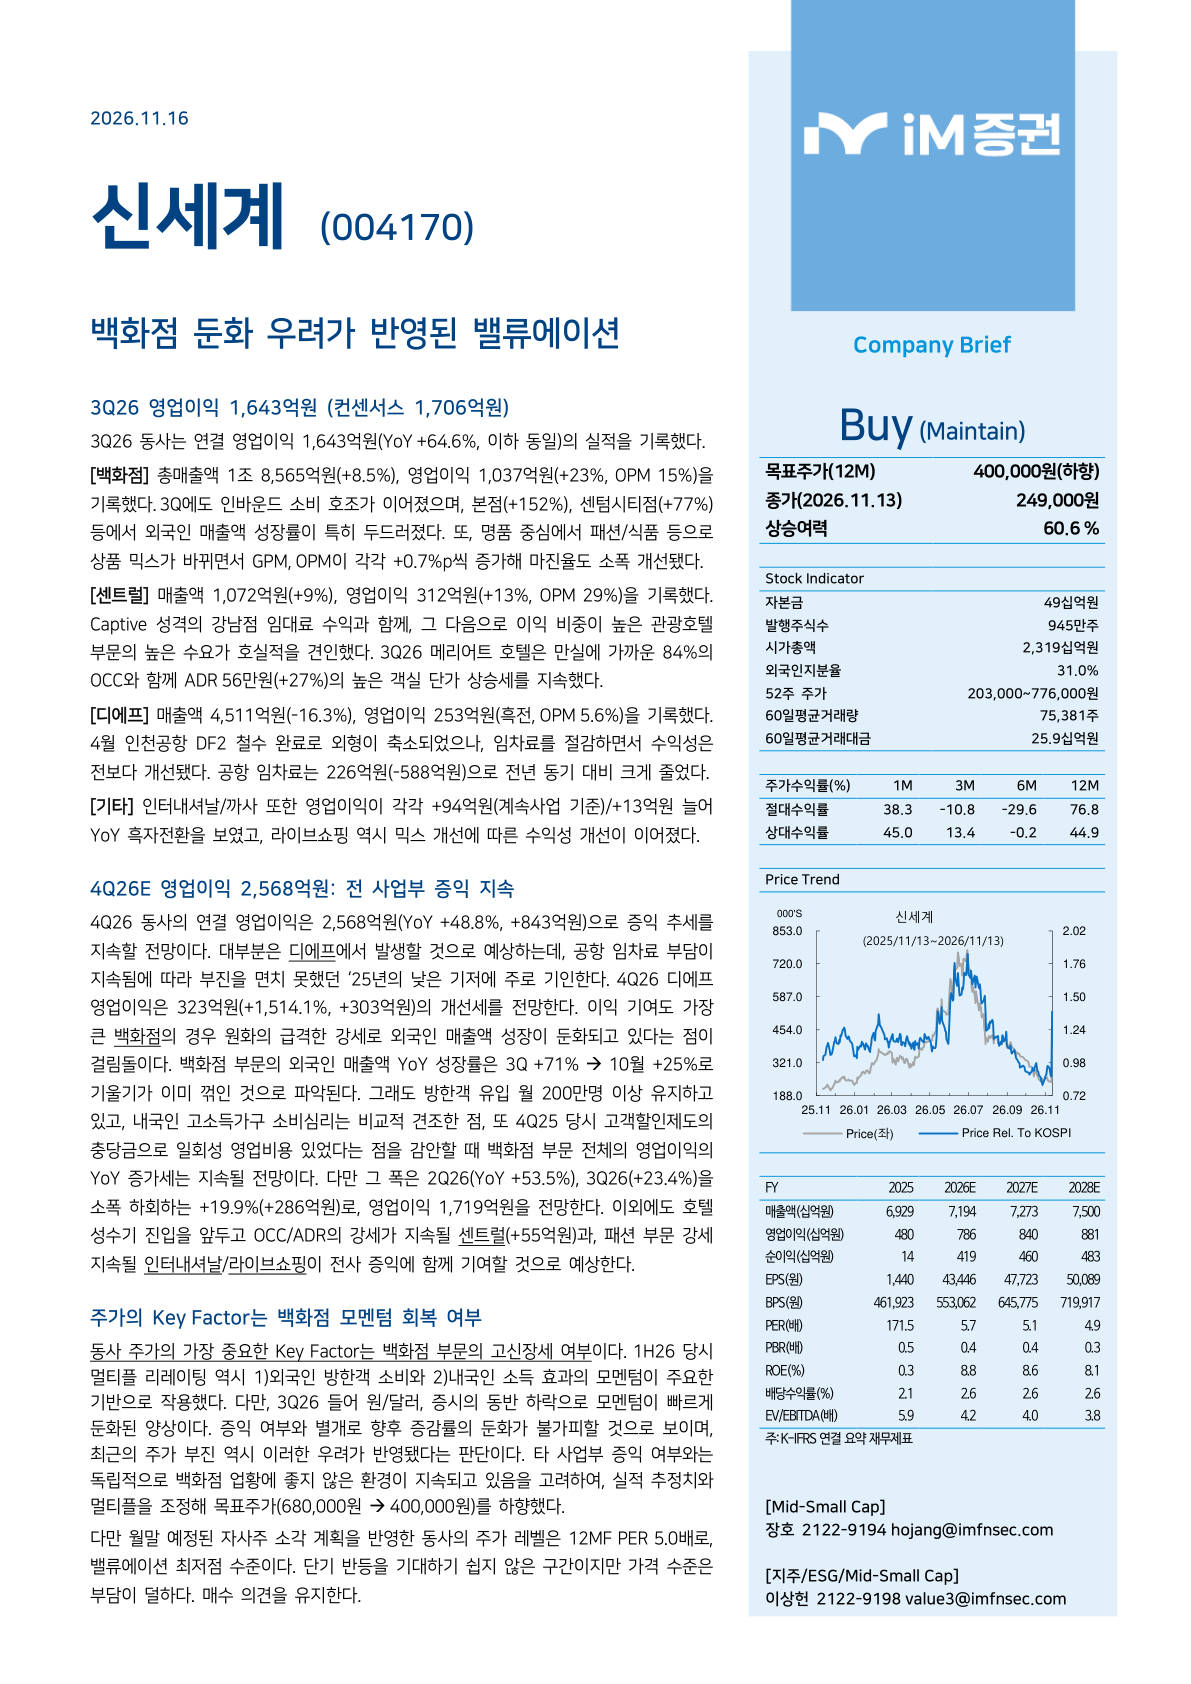 2026.11.16
신세계 (004170)
백화점 둔화 우려가 반영된 밸류에이션
3Q26 영업이익 1,643억원 (컨센서스 1,706억원)
3Q26 동사는 연결 영업이익 1,643억원(YoY +64.6%, 이하 동일)의 실적을 기록했다.
[백화점] 총매출액 1조 8,565억원(+8.5%), 영업이익 1,037억원(+23%, OPM 15%)을
기록했다. 3Q에도 인바운드 소비 호조가 이어졌으며, 본점(+152%), 센텀시티점(+77%)
등에서 외국인 매출액 성장률이 특히 두드러졌다. 또, 명품 중심에서 패션/식품 등으로
상품 믹스가 바뀌면서 GPM, OPM이 각각 +0.7%p씩 증가해 마진율도 소폭 개선됐다.
[센트럴] 매출액 1,072억원(+9%), 영업이익 312억원(+13%, OPM 29%)을 기록했다.
Captive 성격의 강남점 임대료 수익과 함께, 그 다음으로 이익 비중이 높은 관광호텔
부문의 높은 수요가 호실적을 견인했다. 3Q26 메리어트 호텔은 만실에 가까운 84%의
OCC와 함께 ADR 56만원(+27%)의 높은 객실 단가 상승세를 지속했다.
[디에프] 매출액 4,511억원(-16.3%), 영업이익 253억원(흑전, OPM 5.6%)을 기록했다.
4월 인천공항 DF2 철수 완료로 외형이 축소되었으나, 임차료를 절감하면서 수익성은
전보다 개선됐다. 공항 임차료는 226억원(-588억원)으로 전년 동기 대비 크게 줄었다.
[기타] 인터내셔날/까사 또한 영업이익이 각각 +94억원(계속사업 기준)/+13억원 늘어
YoY 흑자전환을 보였고, 라이브쇼핑 역시 믹스 개선에 따른 수익성 개선이 이어졌다.
4Q26E 영업이익 2,568억원: 전 사업부 증익 지속
4Q26 동사의 연결 영업이익은 2,568억원(YoY +48.8%, +843억원)으로 증익 추세를
지속할 전망이다. 대부분은 디에프에서 발생할 것으로 예상하는데, 공항 임차료 부담이
지속됨에 따라 부진을 면치 못했던 ‘25년의 낮은 기저에 주로 기인한다. 4Q26 디에프
영업이익은 323억원(+1,514.1%, +303억원)의 개선세를 전망한다. 이익 기여도 가장
큰 백화점의 경우 원화의 급격한 강세로 외국인 매출액 성장이 둔화되고 있다는 점이
걸림돌이다. 백화점 부문의 외국인 매출액 YoY 성장률은 3Q +71% → 10월 +25%로
기울기가 이미 꺾인 것으로 파악된다. 그래도 방한객 유입 월 200만명 이상 유지하고
있고, 내국인 고소득가구 소비심리는 비교적 견조한 점, 또 4Q25 당시 고객할인제도의
충당금으로 일회성 영업비용 있었다는 점을 감안할 때 백화점 부문 전체의 영업이익의
YoY 증가세는 지속될 전망이다. 다만 그 폭은 2Q26(YoY +53.5%), 3Q26(+23.4%)을
소폭 하회하는 +19.9%(+286억원)로, 영업이익 1,719억원을 전망한다. 이외에도 호텔
성수기 진입을 앞두고 OCC/ADR의 강세가 지속될 센트럴(+55억원)과, 패션 부문 강세
지속될 인터내셔날/라이브쇼핑이 전사 증익에 함께 기여할 것으로 예상한다.
주가의 Key Factor는 백화점 모멘텀 회복 여부
동사 주가의 가장 중요한 Key Factor는 백화점 부문의 고신장세 여부이다. 1H26 당시
멀티플 리레이팅 역시 1)외국인 방한객 소비와 2)내국인 소득 효과의 모멘텀이 주요한
기반으로 작용했다. 다만, 3Q26 들어 원/달러, 증시의 동반 하락으로 모멘텀이 빠르게
둔화된 양상이다. 증익 여부와 별개로 향후 증감률의 둔화가 불가피할 것으로 보이며,
최근의 주가 부진 역시 이러한 우려가 반영됐다는 판단이다. 타 사업부 증익 여부와는
독립적으로 백화점 업황에 좋지 않은 환경이 지속되고 있음을 고려하여, 실적 추정치와
멀티플을 조정해 목표주가(680,000원 → 400,000원)를 하향했다.
다만 월말 예정된 자사주 소각 계획을 반영한 동사의 주가 레벨은 12MF PER 5.0배로,
밸류에이션 최저점 수준이다. 단기 반등을 기대하기 쉽지 않은 구간이지만 가격 수준은
부담이 덜하다. 매수 의견을 유지한다.
iM증권
Company Brief
Buy (Maintain)
목표주가(12M) 400,000원(하향)
종가(2026.11.13) 249,000원
상승여력 60.6 %
Stock Indicator
자본금 49십억원
발행주식수 945만주
시가총액 2,319십억원
외국인지분율 31.0%
52주 주가 203,000~776,000원
60일평균거래량 75,381주
60일평균거래대금 25.9십억원
주가수익률(%) 1M 3M 6M 12M
절대수익률 38.3 -10.8 -29.6 76.8
상대수익률 45.0 13.4 -0.2 44.9
Price Trend
000'S 신세계
(2025/11/13~2026/11/13)
853.0 2.02
720.0 1.76
587.0 1.50
454.0 1.24
321.0 0.98
188.0 0.72
25.11 26.01 26.03 26.05 26.07 26.09 26.11
Price(좌) Price Rel. To KOSPI
FY 2025 2026E 2027E 2028E
매출액(십억원) 6,929 7,194 7,273 7,500
영업이익(십억원) 480 786 840 881
순이익(십억원) 14 419 460 483
EPS(원) 1,440 43,446 47,723 50,089
BPS(원) 461,923 553,062 645,775 719,917
PER(배) 171.5 5.7 5.1 4.9
PBR(배) 0.5 0.4 0.4 0.3
ROE(%) 0.3 8.8 8.6 8.1
배당수익률(%) 2.1 2.6 2.6 2.6
EV/EBITDA(배) 5.9 4.2 4.0 3.8
주: K-IFRS 연결 요약 재무제표
[Mid-Small Cap]
장호 2122-9194 hojang@imfnsec.com
[지주/ESG/Mid-Small Cap]
이상헌 2122-9198 value3@imfnsec.com